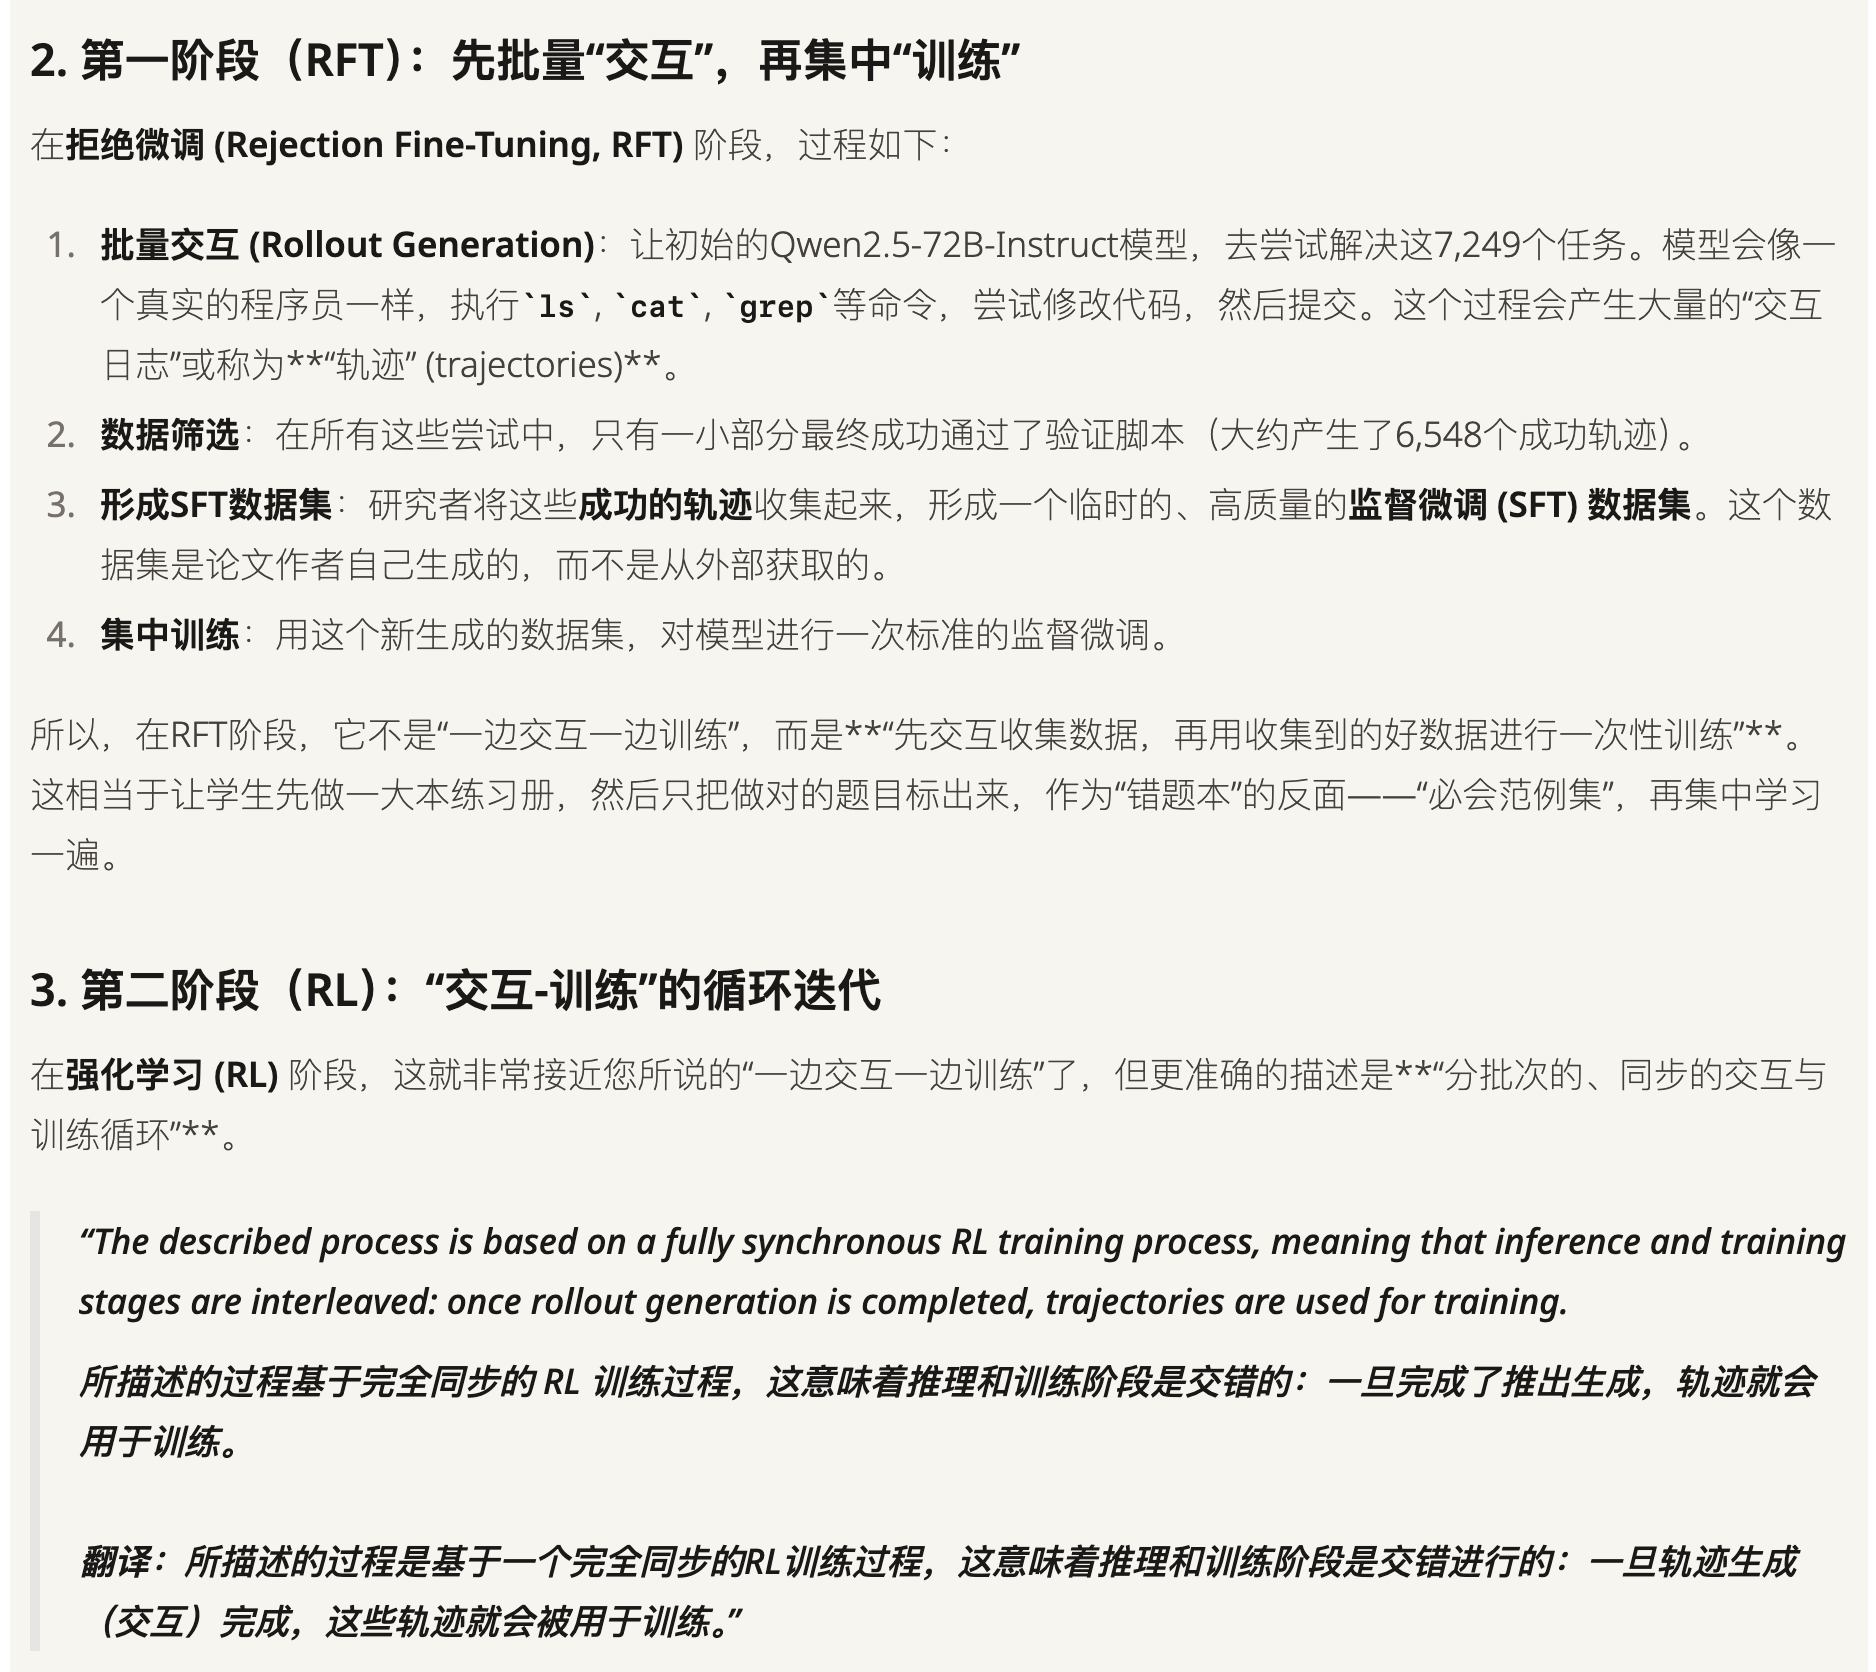 2. 第一阶段（RFT）：先批量“交互”，再集中“训练”
在拒绝微调 (Rejection Fine-Tuning, RFT) 阶段，过程如下：
1. 批量交互 (Rollout Generation)：让初始的Qwen2.5-72B-Instruct模型，去尝试解决这7,249个任务。模型会像一
个真实的程序员一样，执行`ls`, `cat`, `grep`等命令，尝试修改代码，然后提交。这个过程会产生大量的“交互
日志”或称为**“轨迹” (trajectories)**。
2. 数据筛选：在所有这些尝试中，只有一小部分最终成功通过了验证脚本（大约产生了6,548个成功轨迹）。
3. 形成SFT数据集：研究者将这些成功的轨迹收集起来，形成一个临时的、高质量的监督微调 (SFT) 数据集。这个数
据集是论文作者自己生成的，而不是从外部获取的。
4. 集中训练：用这个新生成的数据集，对模型进行一次标准的监督微调。
所以，在RFT阶段，它不是“一边交互一边训练”，而是**“先交互收集数据，再用收集到的好数据进行一次性训练”**。
这相当于让学生先做一大本练习册，然后只把做对的题目标出来，作为“错题本”的反面——“必会范例集”，再集中学习
一遍。
3. 第二阶段（RL）：“交互-训练”的循环迭代
在强化学习 (RL) 阶段，这就非常接近您所说的“一边交互一边训练”了，但更准确的描述是**“分批次的、同步的交互与
训练循环”**。
“The described process is based on a fully synchronous RL training process, meaning that inference and training
stages are interleaved: once rollout generation is completed, trajectories are used for training.
所描述的过程基于完全同步的 RL 训练过程，这意味着推理和训练阶段是交错的：一旦完成了推出生成，轨迹就会
用于训练。
翻译：所描述的过程是基于一个完全同步的RL训练过程，这意味着推理和训练阶段是交错进行的：一旦轨迹生成
（交互）完成，这些轨迹就会被用于训练。”